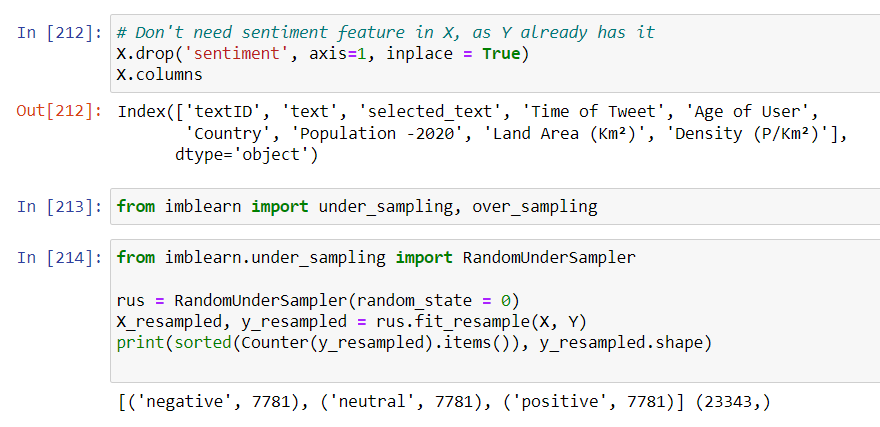 In [212]: # Don't need sentiment feature in X, as Y already has it
X.drop('sentiment', axis=1, inplace = True)
X.columns
Out[212]: Index(['textID', 'text', 'selected_text', 'Time of Tweet', 'Age of User',
'Country', 'Population -2020', 'Land Area (Km²)', 'Density (P/Km²)'],
dtype='object')
In [213]: from imblearn import under_sampling, over_sampling
In [214]: from imblearn.under_sampling import RandomUnderSampler
rus = RandomUnderSampler(random_state = 0)
X_resampled, y_resampled = rus.fit_resample(X, Y)
print(sorted(Counter(y_resampled).items()), y_resampled.shape)
[('negative', 7781), ('neutral', 7781), ('positive', 7781)] (23343,)